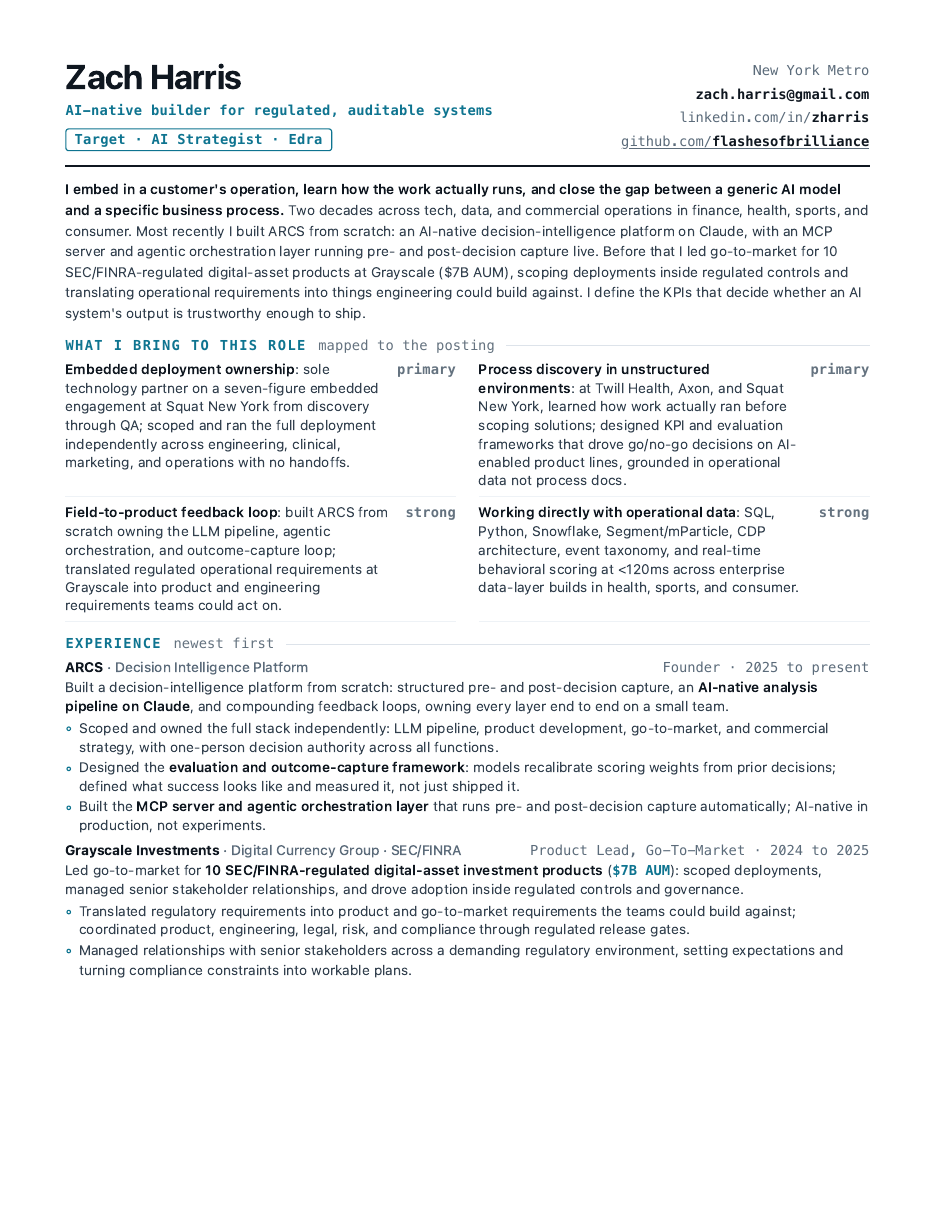 Zach Harris
AI-native builder for regulated, auditable systems
Target · AI Strategist · Edra
New York Metro
zach.harris@gmail.com
linkedin.com/in/zharris
github.com/flashesofbrilliance
I embed in a customer's operation, learn how the work actually runs, and close the gap between a generic AI model
and a specific business process. Two decades across tech, data, and commercial operations in finance, health, sports, and
consumer. Most recently I built ARCS from scratch: an AI-native decision-intelligence platform on Claude, with an MCP
server and agentic orchestration layer running pre- and post-decision capture live. Before that I led go-to-market for 10
SEC/FINRA-regulated digital-asset products at Grayscale ($7B AUM), scoping deployments inside regulated controls and
translating operational requirements into things engineering could build against. I define the KPIs that decide whether an AI
system's output is trustworthy enough to ship.
WHAT I BRING TO THIS ROLE mapped to the posting
Embedded deployment ownership: sole primary
technology partner on a seven-figure embedded
engagement at Squat New York from discovery
through QA; scoped and ran the full deployment
independently across engineering, clinical,
marketing, and operations with no handoffs.
Process discovery in unstructured primary
environments: at Twill Health, Axon, and Squat
New York, learned how work actually ran before
scoping solutions; designed KPI and evaluation
frameworks that drove go/no-go decisions on AI-
enabled product lines, grounded in operational
data not process docs.
Field-to-product feedback loop: built ARCS from strong
scratch owning the LLM pipeline, agentic
orchestration, and outcome-capture loop;
translated regulated operational requirements at
Grayscale into product and engineering
requirements teams could act on.
Working directly with operational data: SQL, strong
Python, Snowflake, Segment/mParticle, CDP
architecture, event taxonomy, and real-time
behavioral scoring at <120ms across enterprise
data-layer builds in health, sports, and consumer.
EXPERIENCE newest first
ARCS · Decision Intelligence Platform Founder · 2025 to present
Built a decision-intelligence platform from scratch: structured pre- and post-decision capture, an AI-native analysis
pipeline on Claude, and compounding feedback loops, owning every layer end to end on a small team.
Scoped and owned the full stack independently: LLM pipeline, product development, go-to-market, and commercial
strategy, with one-person decision authority across all functions.
Designed the evaluation and outcome-capture framework: models recalibrate scoring weights from prior decisions;
defined what success looks like and measured it, not just shipped it.
Built the MCP server and agentic orchestration layer that runs pre- and post-decision capture automatically; AI-native in
production, not experiments.
Grayscale Investments · Digital Currency Group · SEC/FINRA Product Lead, Go-To-Market · 2024 to 2025
Led go-to-market for 10 SEC/FINRA-regulated digital-asset investment products ($7B AUM): scoped deployments,
managed senior stakeholder relationships, and drove adoption inside regulated controls and governance.
Translated regulatory requirements into product and go-to-market requirements the teams could build against;
coordinated product, engineering, legal, risk, and compliance through regulated release gates.
Managed relationships with senior stakeholders across a demanding regulatory environment, setting expectations and
turning compliance constraints into workable plans.